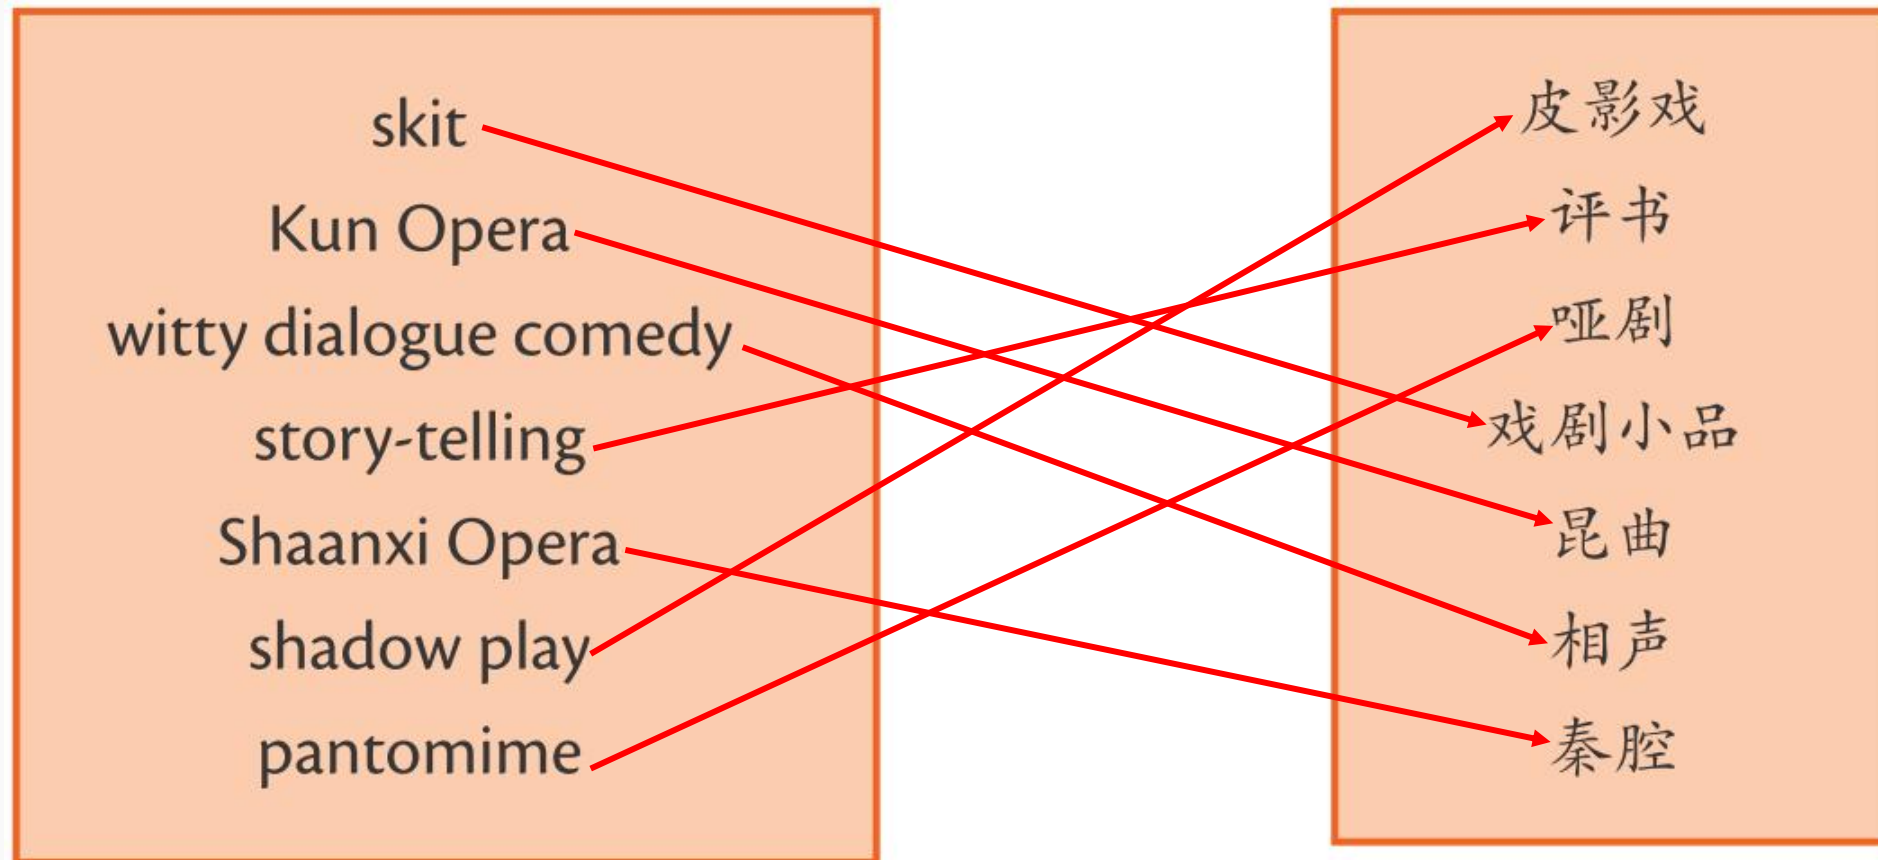 skit
Kun Opera
witty dialogue comedy
story-telling
Shaanxi Opera
shadow play
pantomime
皮影戏
评书
哑剧
戏剧小品
昆曲
相声
秦腔